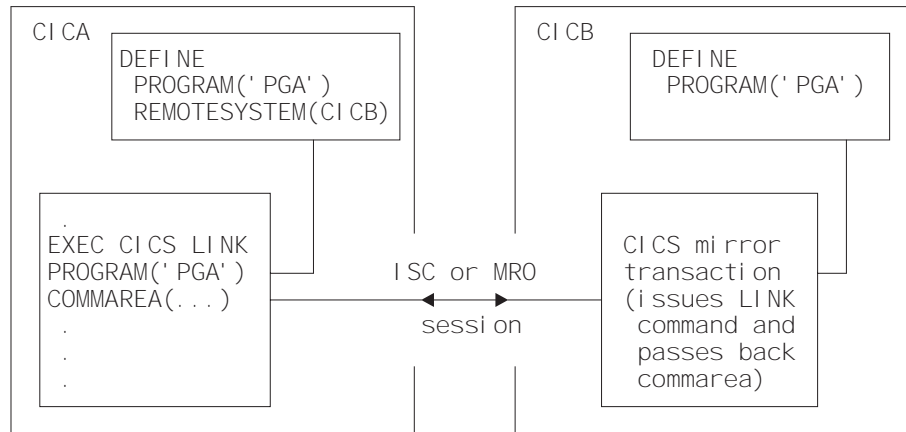 CICA
DEFINE
PROGRAM('PGA')
REMOTESYSTEM(CICB)
.
EXEC CICS LINK
PROGRAM('PGA')
COMMAREA(...)
.
.
.
ISC or MRO
session
CICB
DEFINE
PROGRAM('PGA')
CICS mirror
transaction
(issues LINK
command and
passes back
commarea)